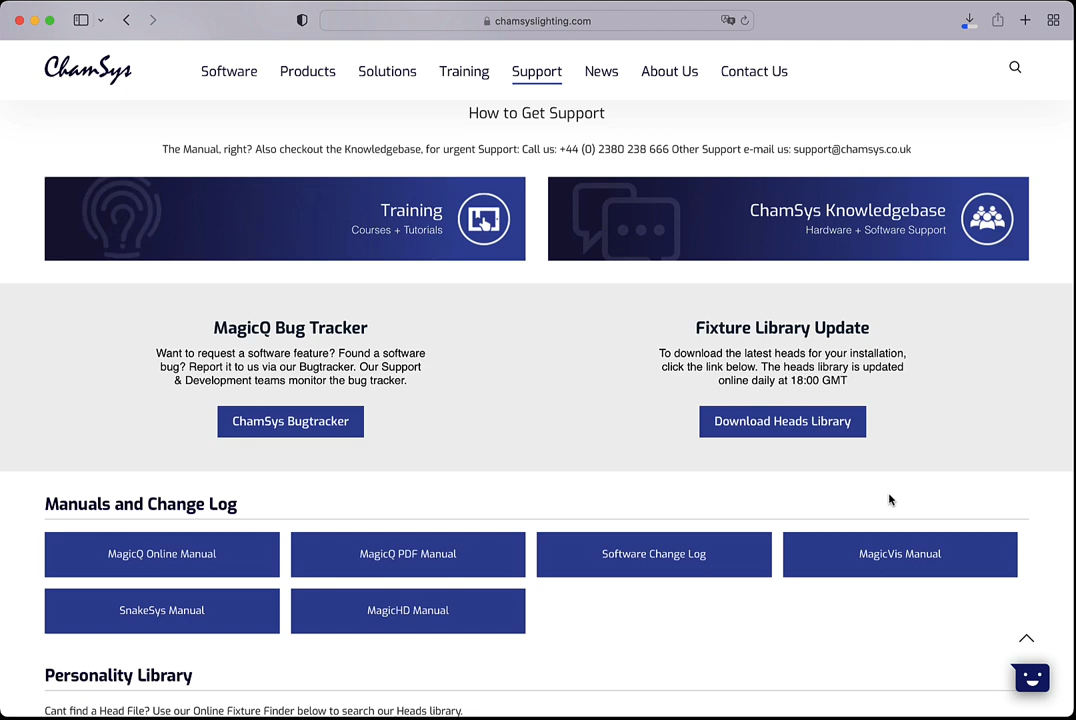 chamsyslighting.com
ChamSys
Software Products Solutions Training Support News About Us Contact Us
How to Get Support
The Manual, right? Also checkout the Knowledgebase, for urgent Support: Call us: +44 (0) 2380 238 666 Other Support e-mail us: support@chamsys.co.uk
Training
Courses + Tutorials
ChamSys Knowledgebase
Hardware + Software Support
MagicQ Bug Tracker
Want to request a software feature? Found a software
bug? Report it to us via our Bugtracker. Our Support
& Development teams monitor the bug tracker.
ChamSys Bugtracker
Fixture Library Update
To download the latest heads for your installation,
click the link below. The heads library is updated
online daily at 18:00 GMT
Download Heads Library
Manuals and Change Log
MagicQ Online Manual
MagicQ PDF Manual
Software Change Log
MagicVis Manual
SnakeSys Manual
MagicHD Manual
Personality Library
Cant find a Head File? Use our Online Fixture Finder below to search our Heads library.